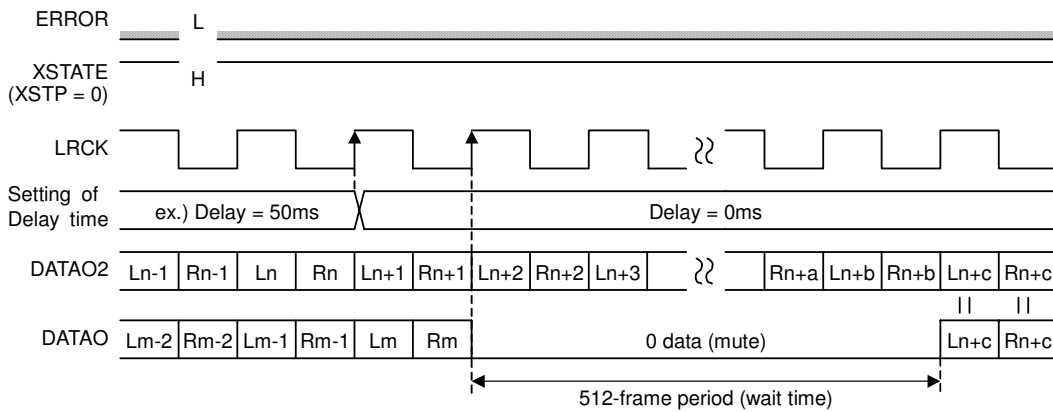 ERROR L
XSTATE
(XSTP = 0) H
LRCK
Setting of
Delay time ex.) Delay = 50ms Delay = 0ms
DATAO2 Ln-1 Rn-1 Ln Rn Ln+1 Rn+1 Ln+2 Rn+2 Ln+3 Rn+a Ln+b Rn+b Ln+c Rn+c
DATAO Lm-2 Rm-2 Lm-1 Rm-1 Lm Rm 0 data (mute) Ln+c Rn+c
512-frame period (wait time)